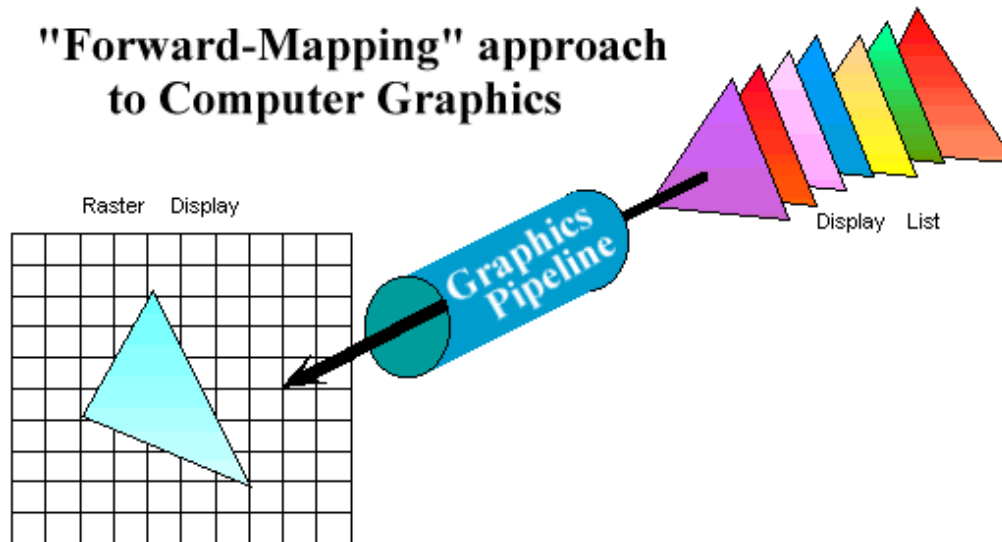 "Forward-Mapping" approach
to Computer Graphics
Raster Display
Graphics
Pipeline
Display List